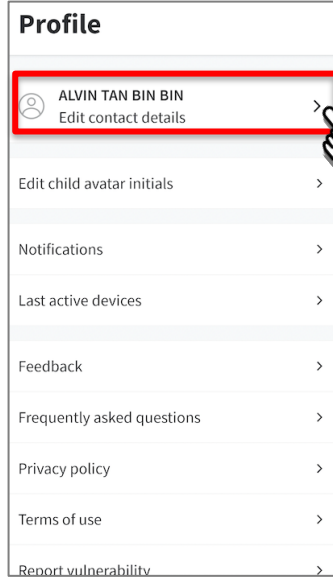 Profile
ALVIN TAN BIN BIN
Edit contact details
Edit child avatar initials
Notifications
Last active devices
Feedback
Frequently asked questions
Privacy policy
Terms of use
Report vulnerability